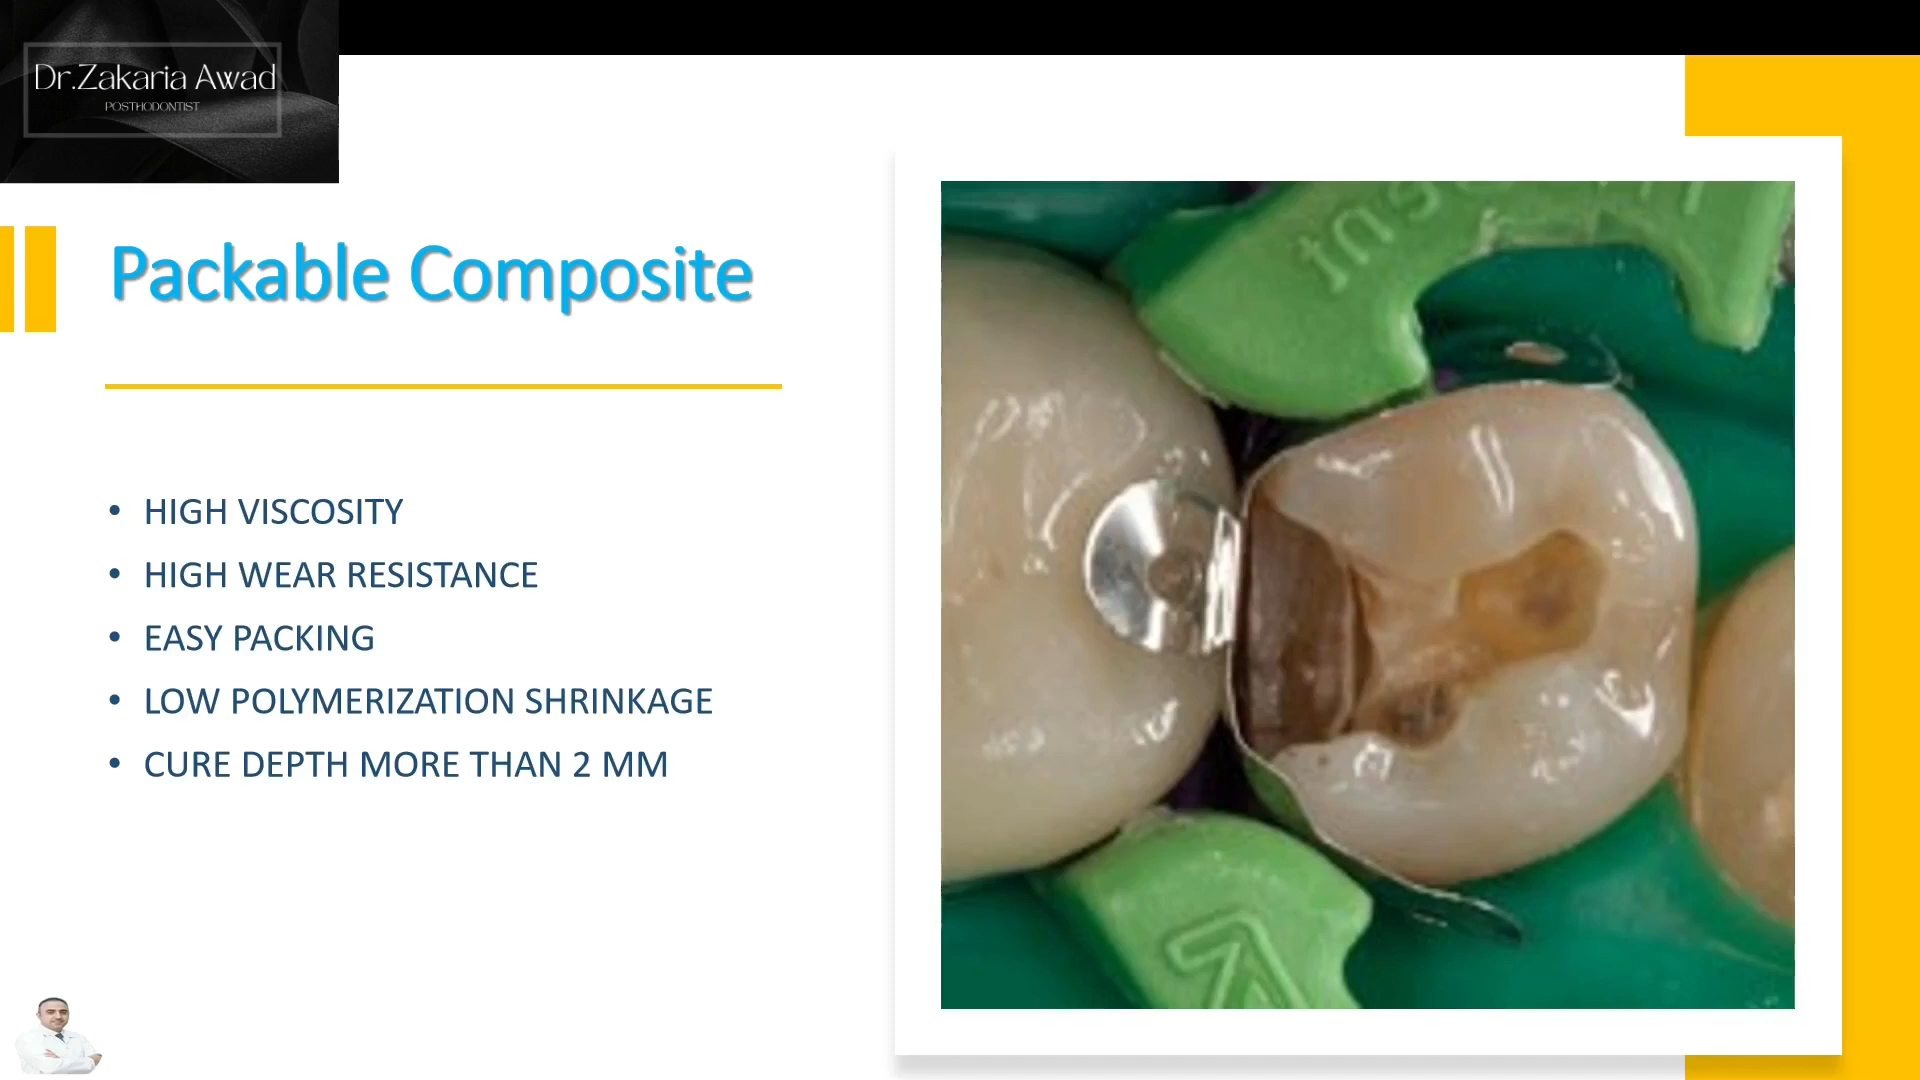 Dr.Zakaria Awad
POSTHODONTIST
Packable Composite
• HIGH VISCOSITY
• HIGH WEAR RESISTANCE
• EASY PACKING
• LOW POLYMERIZATION SHRINKAGE
• CURE DEPTH MORE THAN 2 MM